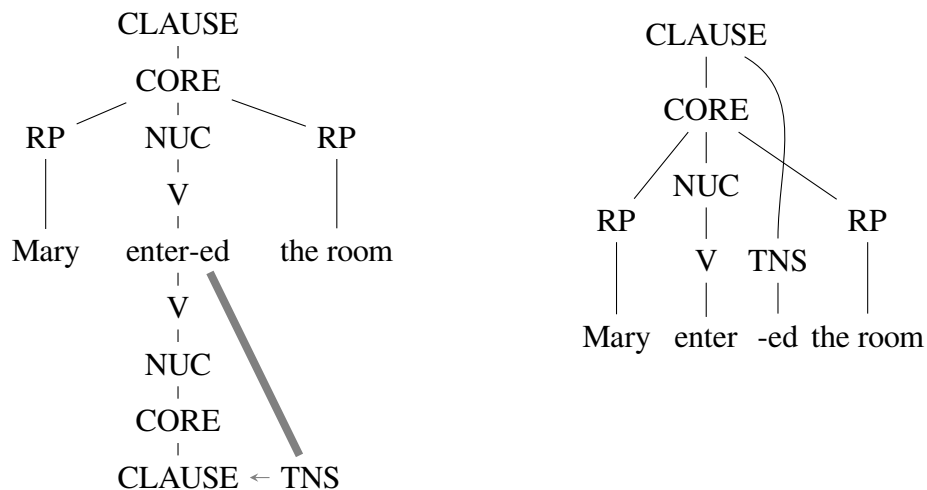 CLAUSE
CORE
RP NUC RP
V
Mary enter-ed the room
V
NUC
CORE
CLAUSE ← TNS
CLAUSE
CORE
NUC
RP RP
V TNS
Mary enter -ed the room